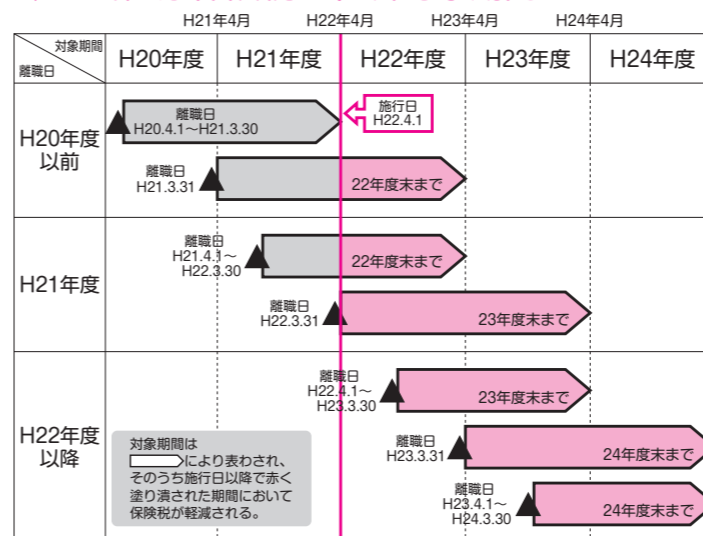 H21年4月 H22年4月 H23年4月 H24年4月
対象期間
離職日
H20年度 H21年度 H22年度 H23年度 H24年度
H20年度
以前
離職日
H20.4.1～H21.3.30
施行日
H22.4.1
離職日
H21.3.31
22年度末まで
H21年度
離職日
H21.4.1～
H22.3.30
22年度末まで
離職日
H22.3.31
23年度末まで
H22年度
以降
離職日
H22.4.1～
H23.3.30
23年度末まで
離職日
H23.3.31
24年度末まで
離職日
H23.4.1～
H24.3.30
24年度末まで
対象期間は
により表わされ、
そのうち施行日以降で赤く
塗り潰された期間において
保険税が軽減される。